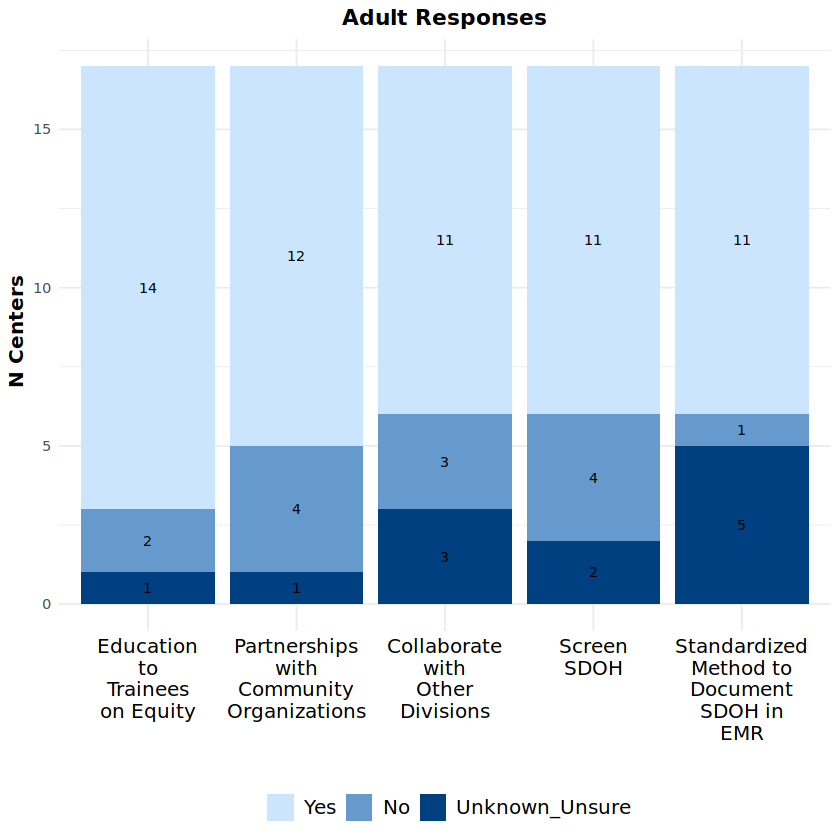 Adult Responses
N Centers
15
10
5
0
14
12
11
11
11
2
4
3
4
1
1
1
3
2
5
Education
to
Trainees
on Equity
Partnerships
with
Community
Organizations
Collaborate
with
Other
Divisions
Screen
SDOH
Standardized
Method to
Document
SDOH in
EMR
Yes No Unknown_Unsure